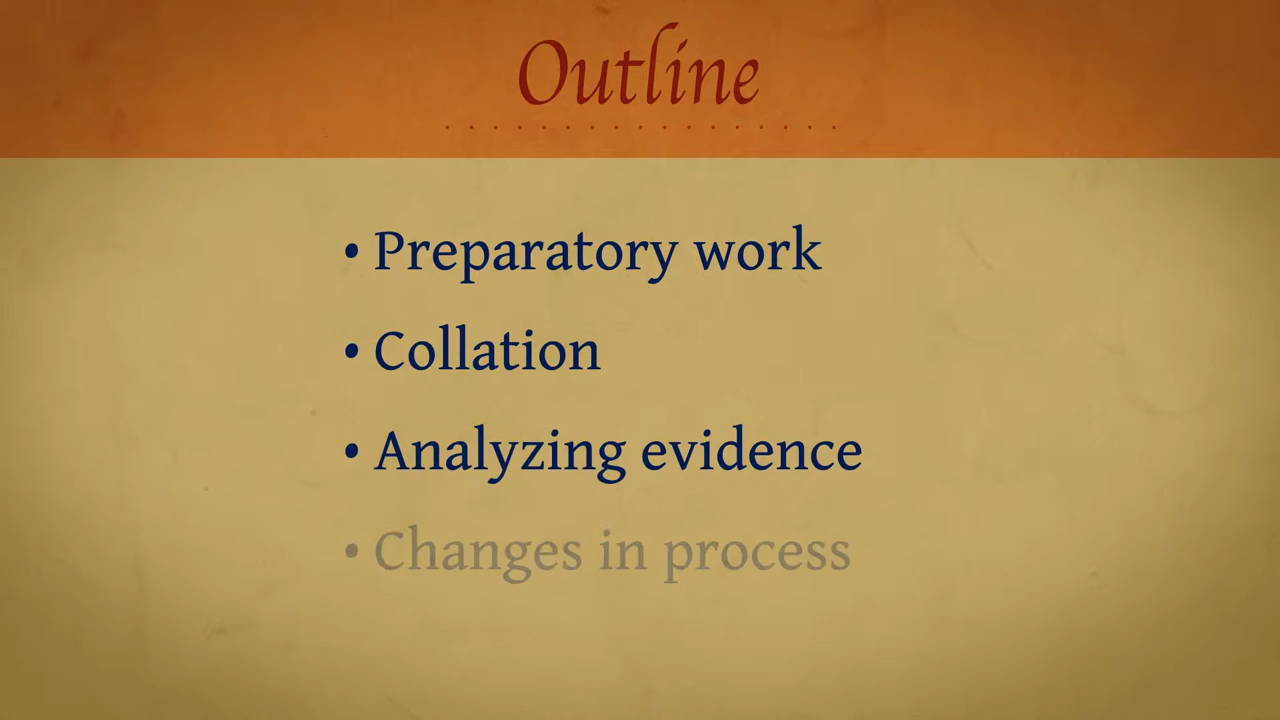 Outline
• Preparatory work
• Collation
• Analyzing evidence
• Changes in process